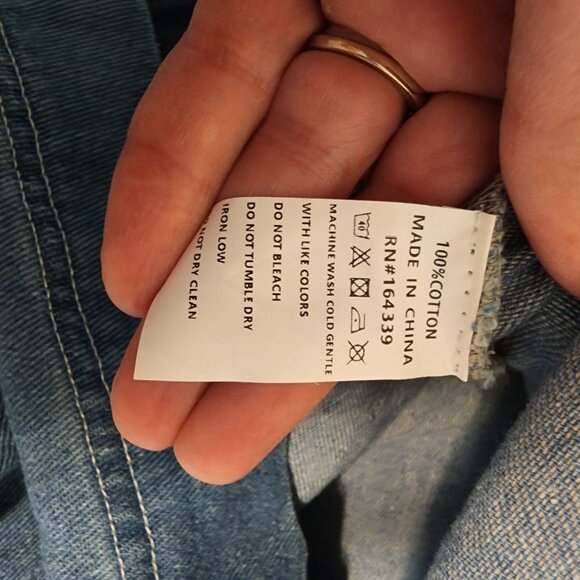 100%COTTON
MADE IN CHINA
RN#164339
40
MACHINE WASH COLD GENTLE
WITH LIKE COLORS
DO NOT BLEACH
DO NOT TUMBLE DRY
IRON LOW
NOT DRY CLEAN